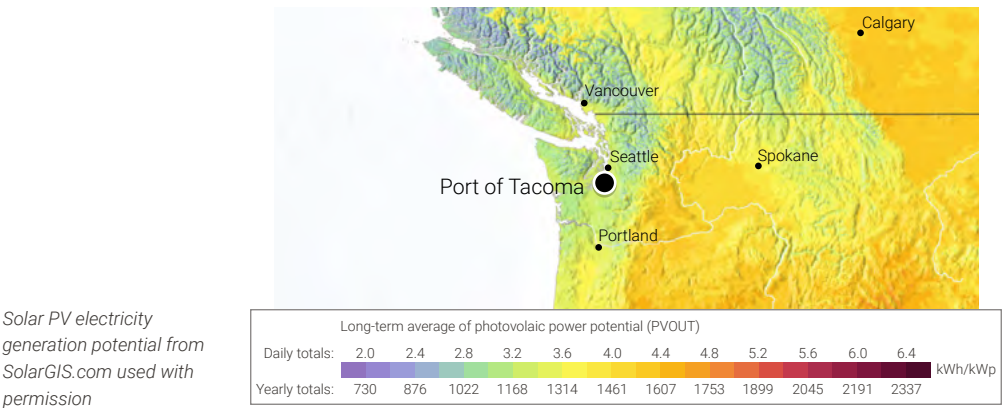 Calgary
Vancouver
Seattle
Spokane
Port of Tacoma
Portland
Solar PV electricity
generation potential from
SolarGIS.com used with
permission
Long-term average of photovolaic power potential (PVOUT)
Daily totals: 2.0 2.4 2.8 3.2 3.6 4.0 4.4 4.8 5.2 5.6 6.0 6.4
kWh/kWp
Yearly totals: 730 876 1022 1168 1314 1461 1607 1753 1899 2045 2191 2337